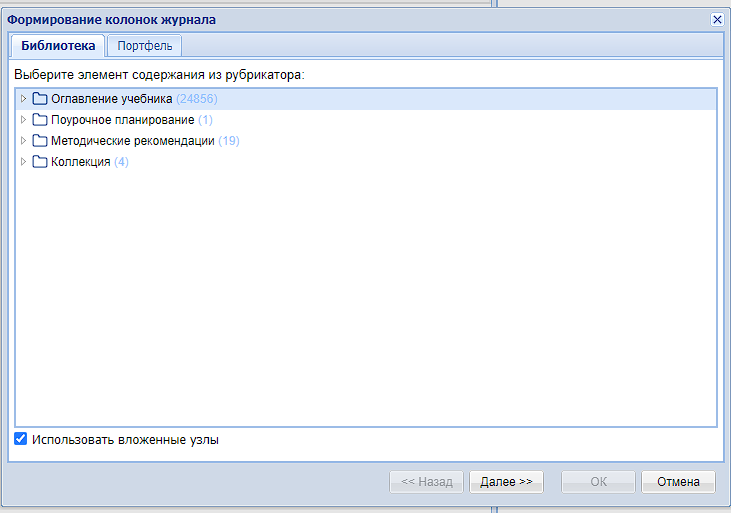 Формирование колонок журнала
Библиотека Портфель
Выберите элемент содержания из рубрикатора:
Оглавление учебника (24856)
Поурочное планирование (1)
Методические рекомендации (19)
Коллекция (4)
Использовать вложенные узлы
<< Назад Далее >> ОК Отмена